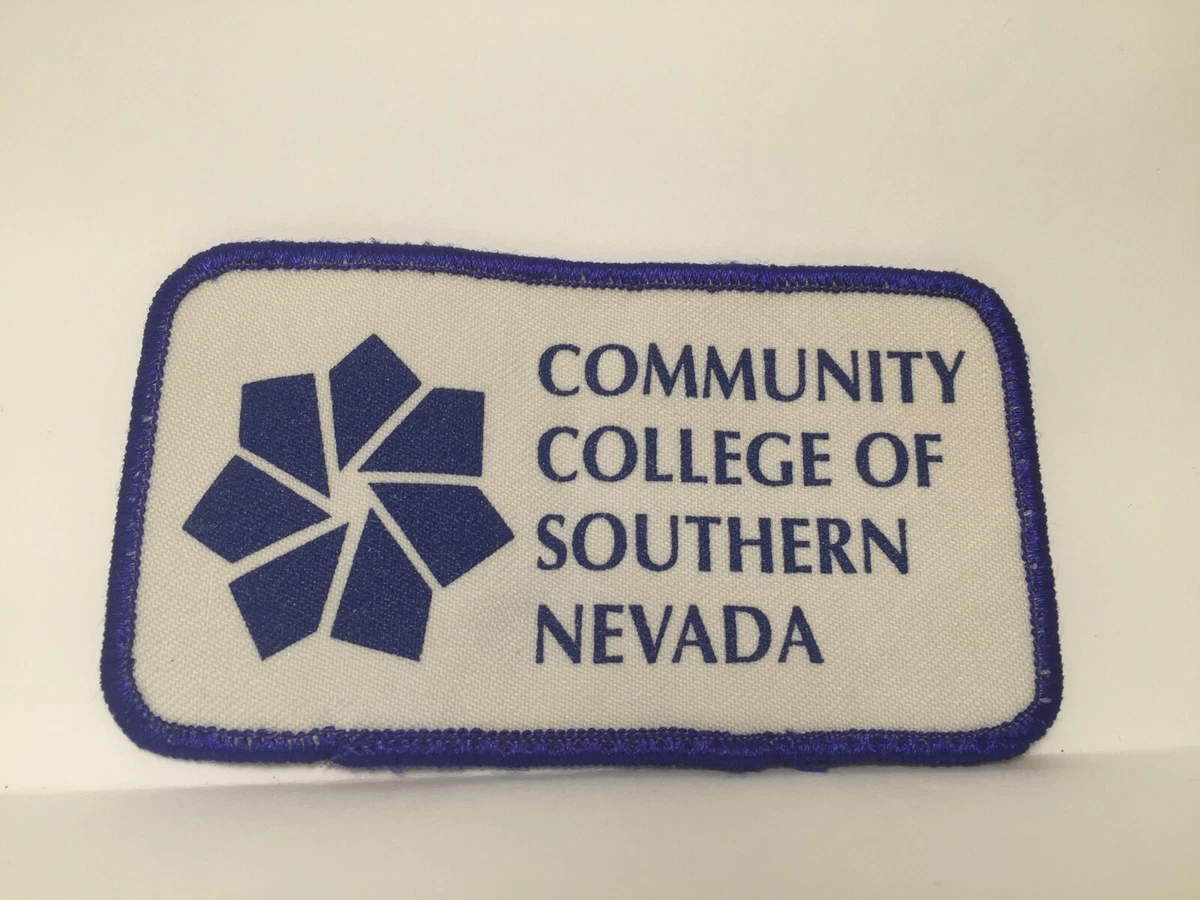 COMMUNITY
COLLEGE OF
SOUTHERN
NEVADA